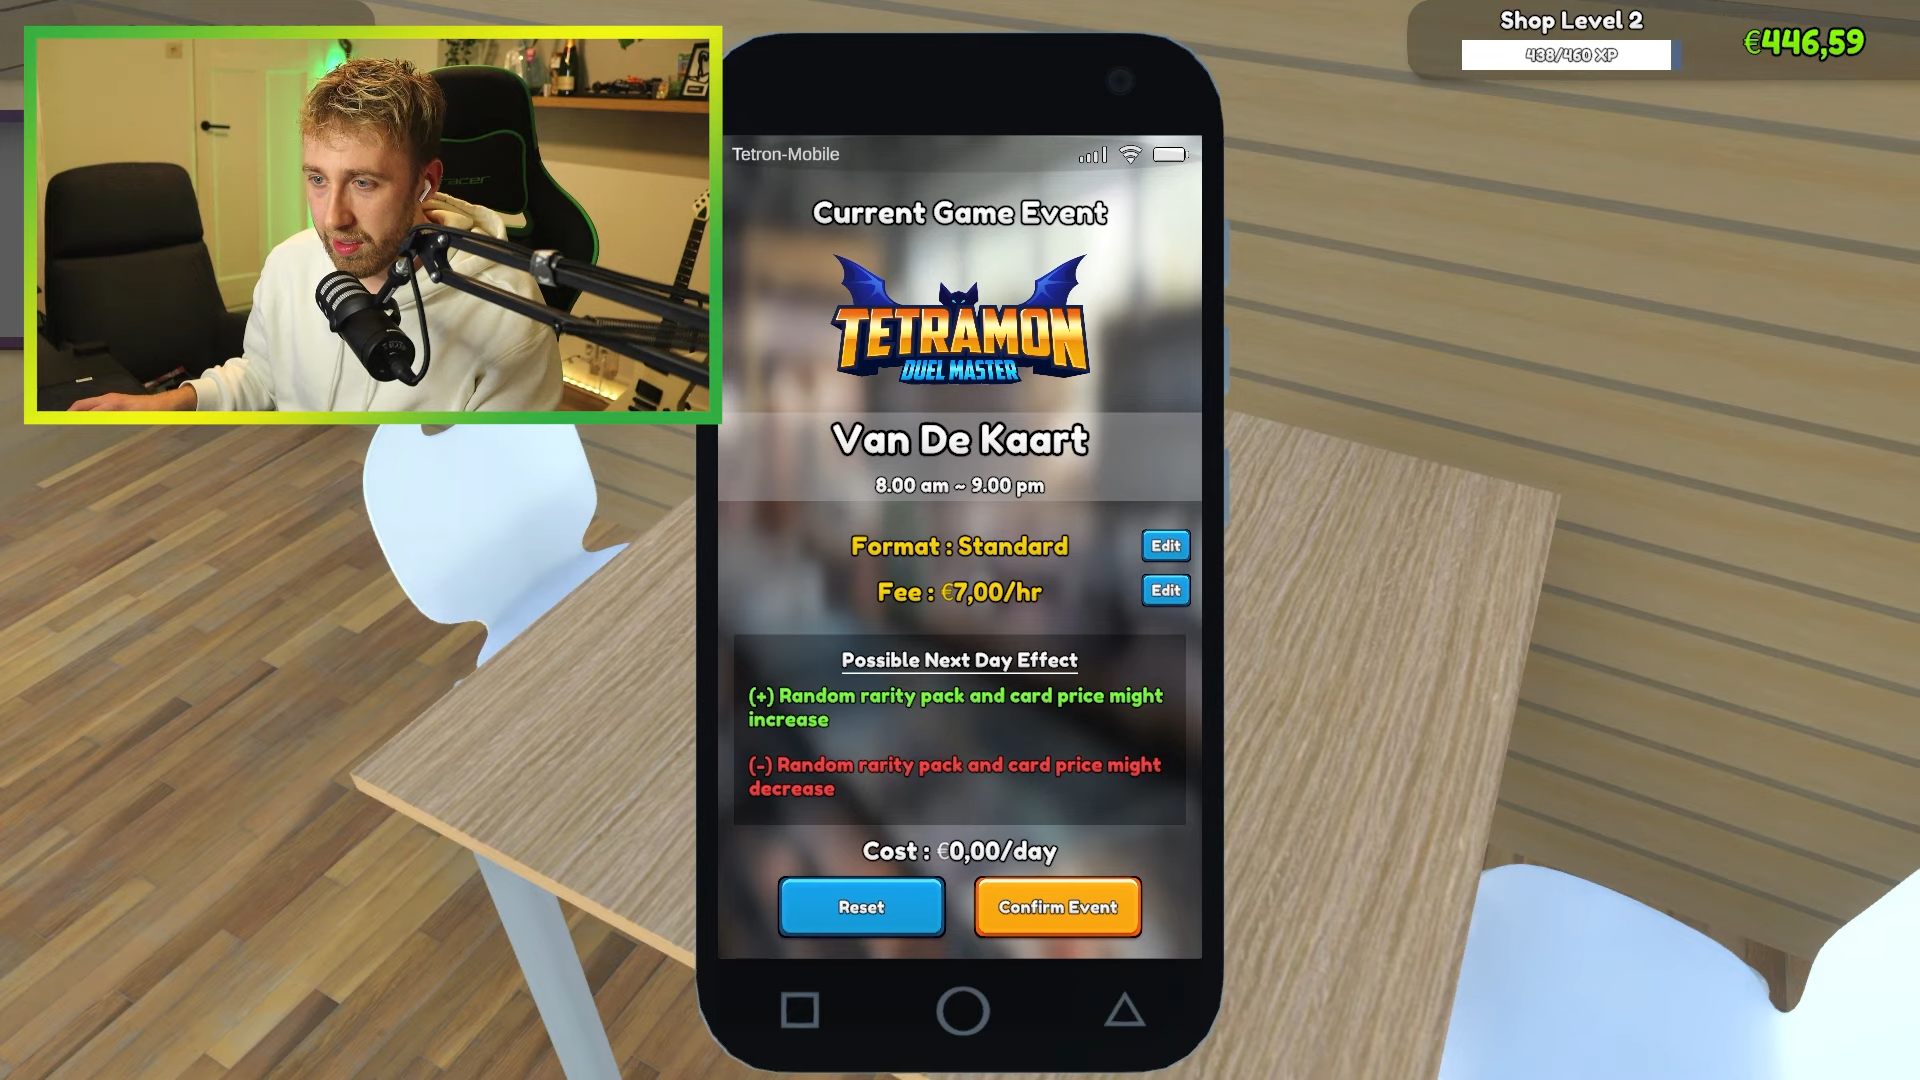 Shop Level 2
438/460 XP
€446,59
Tetron-Mobile
Current Game Event
TETRAMON
DUEL MASTER
Van De Kaart
8.00 am ~ 9.00 pm
Format : Standard
Edit
Fee : €7,00/hr
Edit
Possible Next Day Effect
(+) Random rarity pack and card price might
increase
(-) Random rarity pack and card price might
decrease
Cost : €0,00/day
Reset
Confirm Event